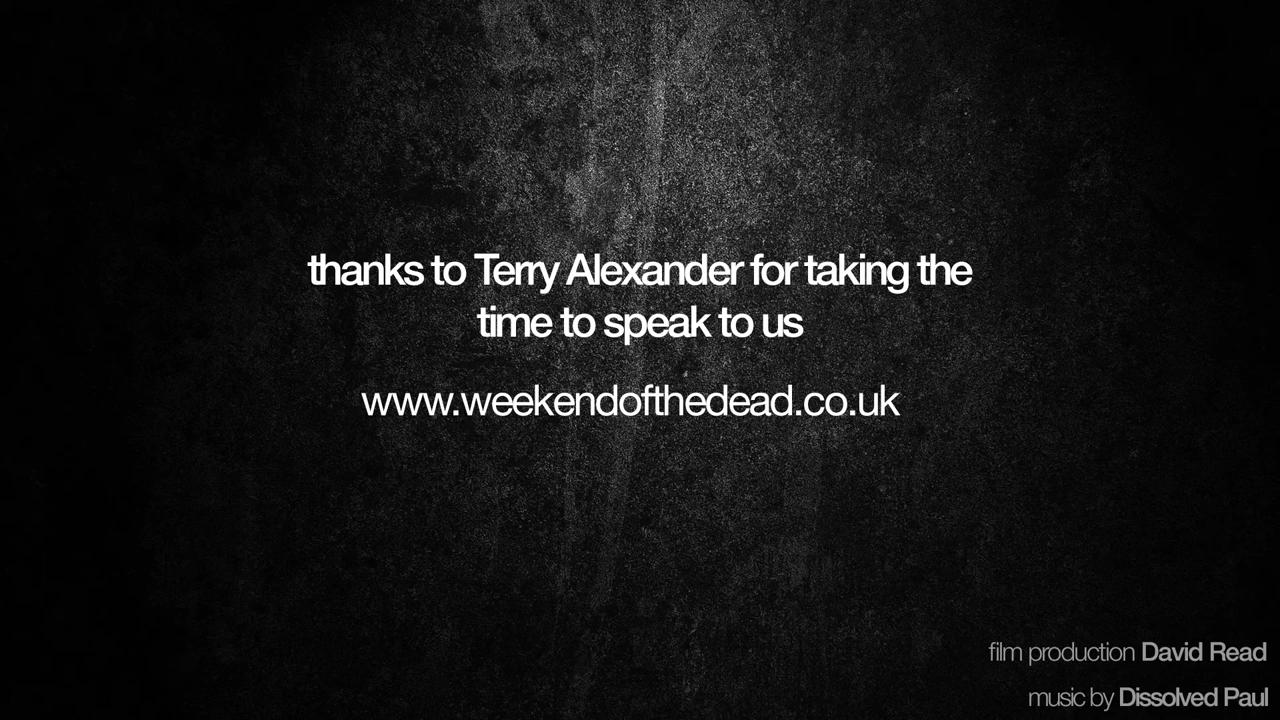 thanks to Terry Alexander for taking the
time to speak to us
www.weekendofthedead.co.uk
film production David Read
music by Dissolved Paul